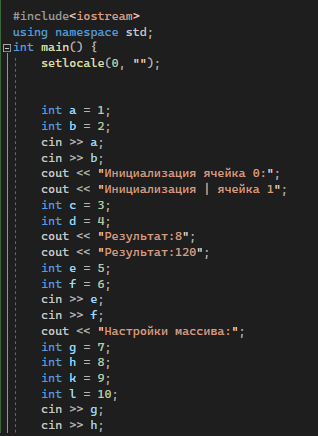 #include<iostream>
using namespace std;
int main() {
setlocale(0, "");
int a = 1;
int b = 2;
cin >> a;
cin >> b;
cout << "Инициализация ячейка 0:";
cout << "Инициализация | ячейка 1";
int c = 3;
int d = 4;
cout << "Результат:8";
cout << "Результат:120";
int e = 5;
int f = 6;
cin >> e;
cin >> f;
cout << "Настройки массива:";
int g = 7;
int h = 8;
int k = 9;
int l = 10;
cin >> g;
cin >> h;